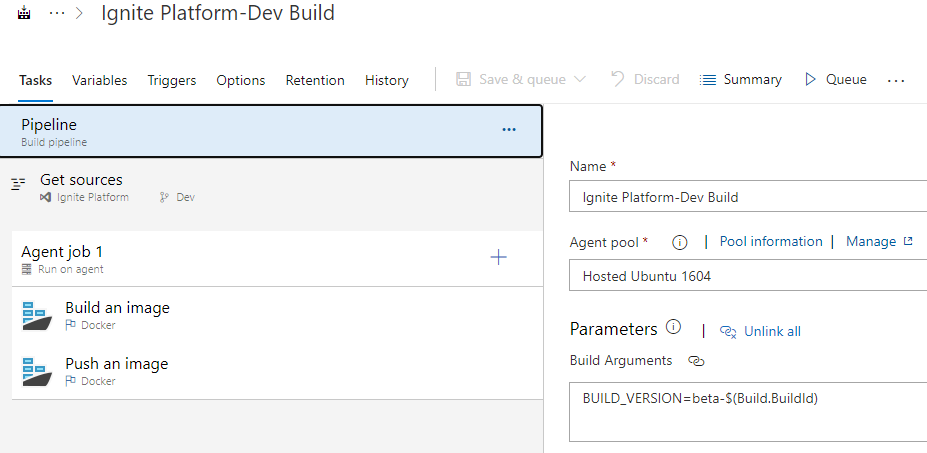 Ignite Platform-Dev Build
Tasks Variables Triggers Options Retention History Save & queue Discard Summary Queue
Pipeline
Build pipeline
Get sources
Ignite Platform Dev
Agent job 1
Run on agent
Build an image
Docker
Push an image
Docker
Name *
Ignite Platform-Dev Build
Agent pool * | Pool information | Manage
Hosted Ubuntu 1604
Parameters | Unlink all
Build Arguments
BUILD_VERSION=beta-$(Build.BuildId)